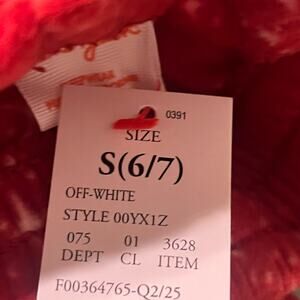 0391
SIZE
S(6/7)
OFF-WHITE
STYLE 00YX1Z
075 01 3628
DEPT CL ITEM
F00364765-Q2/25